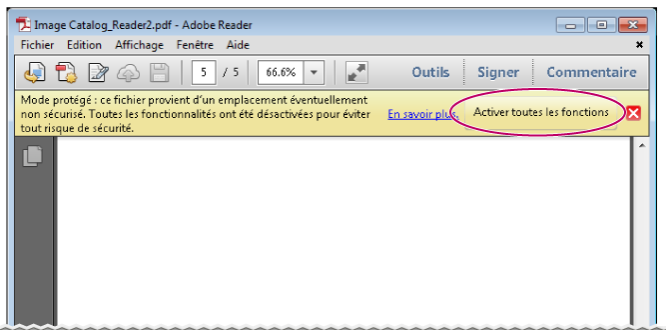 Image Catalog_Reader2.pdf - Adobe Reader
Fichier Edition Affichage Fenêtre Aide
5 / 5 66.6% Outils Signer Commentaire
Mode protégé : ce fichier provient d'un emplacement éventuellement
non sécurisé. Toutes les fonctionnalités ont été désactivées pour éviter
tout risque de sécurité.
En savoir plus. Activer toutes les fonctions